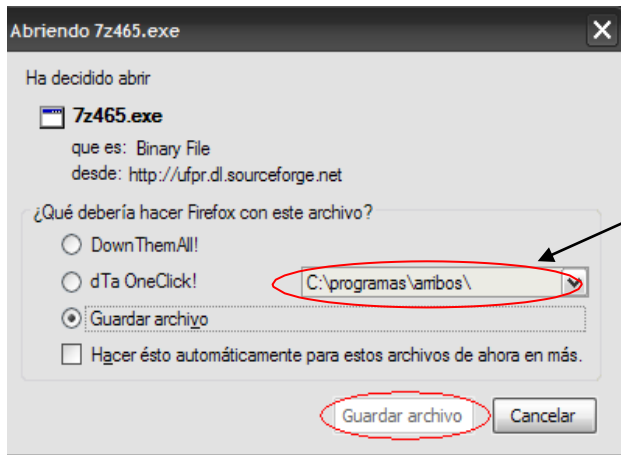 Abriendo 7z465.exe
Ha decidido abrir
7z465.exe
que es: Binary File
desde: http://ufpr.dl.sourceforge.net
¿Qué debería hacer Firefox con este archivo?
DownThemAll!
dTa OneClick! C:\programas\arribos\
Guardar archivo
Hacer ésto automáticamente para estos archivos de ahora en más.
Guardar archivo Cancelar